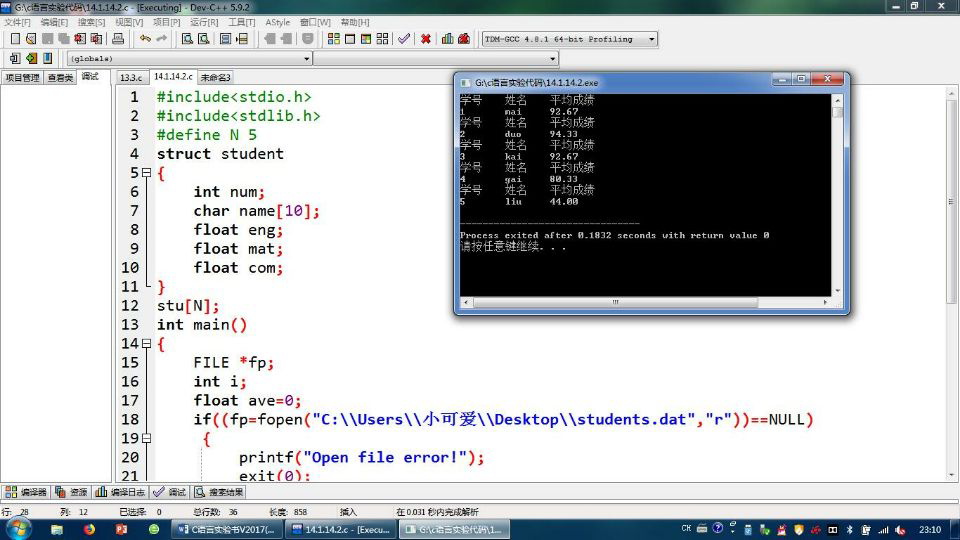 G:\c语言实验代码\14.1.14.2.c - [Executing] - Dev-C++ 5.9.2
文件[F] 编辑[E] 搜索[S] 视图[V] 项目[P] 运行[R] 工具[T] AStyle 窗口[W] 帮助[H]
TDM-GCC 4.8.1 64-bit Profiling
(globals)
项目管理 查看类 调试 13.3.c 14.1.14.2.c 未命名3
1 #include<stdio.h>
2 #include<stdlib.h>
3 #define N 5
4 struct student
5 {
6 int num;
7 char name[10];
8 float eng;
9 float mat;
10 float com;
11 }
12 stu[N];
13 int main()
14 {
15 FILE *fp;
16 int i;
17 float ave=0;
18 if((fp=fopen("C:\\Users\\小可爱\\Desktop\\students.dat","r"))==NULL)
19 {
20 printf("Open file error!");
21 exit(0);
G:\c语言实验代码\14.1.14.2.exe
学号 姓名 平均成绩
1 mai 92.67
学号 姓名 平均成绩
2 duo 94.33
学号 姓名 平均成绩
3 kai 92.67
学号 姓名 平均成绩
4 gai 80.33
学号 姓名 平均成绩
5 liu 44.00
--------------------------------
Process exited after 0.1832 seconds with return value 0
请按任意键继续. . .
编译器 资源 编译日志 调试 搜索结果
行: 28 列: 12 已选择: 0 总行数: 36 长度: 858 插入 在 0.031 秒内完成解析
C语言实验书V2017(... 14.1.14.2.c - [Execu... G:\c语言实验代码\1... CH 23:10